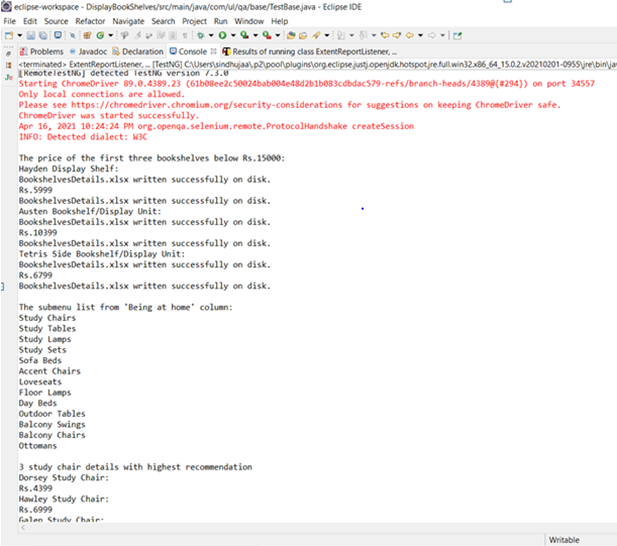 eclipse-workspace - DisplayBookShelves/src/main/java/com/ul/qa/base/TestBase.java - Eclipse IDE
File Edit Source Refactor Navigate Search Project Run Window Help
Problems Javadoc Declaration Console Results of running class ExtentReportListener, ...
<terminated> ExtentReportListener, ... [TestNG] C:\Users\sindhujaa\.p2\pool\plugins\org.eclipse.justj.openjdk.hotspot.jre.full.win32.x86_64_15.0.2.v20210201-0955\jre\bin\jav
[RemoteTestNG] detected TestNG version 7.3.0
Starting ChromeDriver 89.0.4389.23 (61b08ee2c50024bab004e48d2b1b083cdbdac579-refs/branch-heads/4389@{#294}) on port 34557
Only local connections are allowed.
Please see https://chromedriver.chromium.org/security-considerations for suggestions on keeping ChromeDriver safe.
ChromeDriver was started successfully.
Apr 16, 2021 10:24:24 PM org.openqa.selenium.remote.ProtocolHandshake createSession
INFO: Detected dialect: W3C
The price of the first three bookshelves below Rs.15000:
Hayden Display Shelf:
BookshelvesDetails.xlsx written successfully on disk.
Rs.5999
BookshelvesDetails.xlsx written successfully on disk.
Austen Bookshelf/Display Unit:
BookshelvesDetails.xlsx written successfully on disk.
Rs.10399
BookshelvesDetails.xlsx written successfully on disk.
Tetris Side Bookshelf/Display Unit:
BookshelvesDetails.xlsx written successfully on disk.
Rs.6799
BookshelvesDetails.xlsx written successfully on disk.
The submenu list from 'Being at home' column:
Study Chairs
Study Tables
Study Lamps
Study Sets
Sofa Beds
Accent Chairs
Loveseats
Floor Lamps
Day Beds
Outdoor Tables
Balcony Swings
Balcony Chairs
Ottomans
3 study chair details with highest recommendation
Dorsey Study Chair:
Rs.4399
Hawley Study Chair:
Rs.6999
Galen Study Chair:
Writable